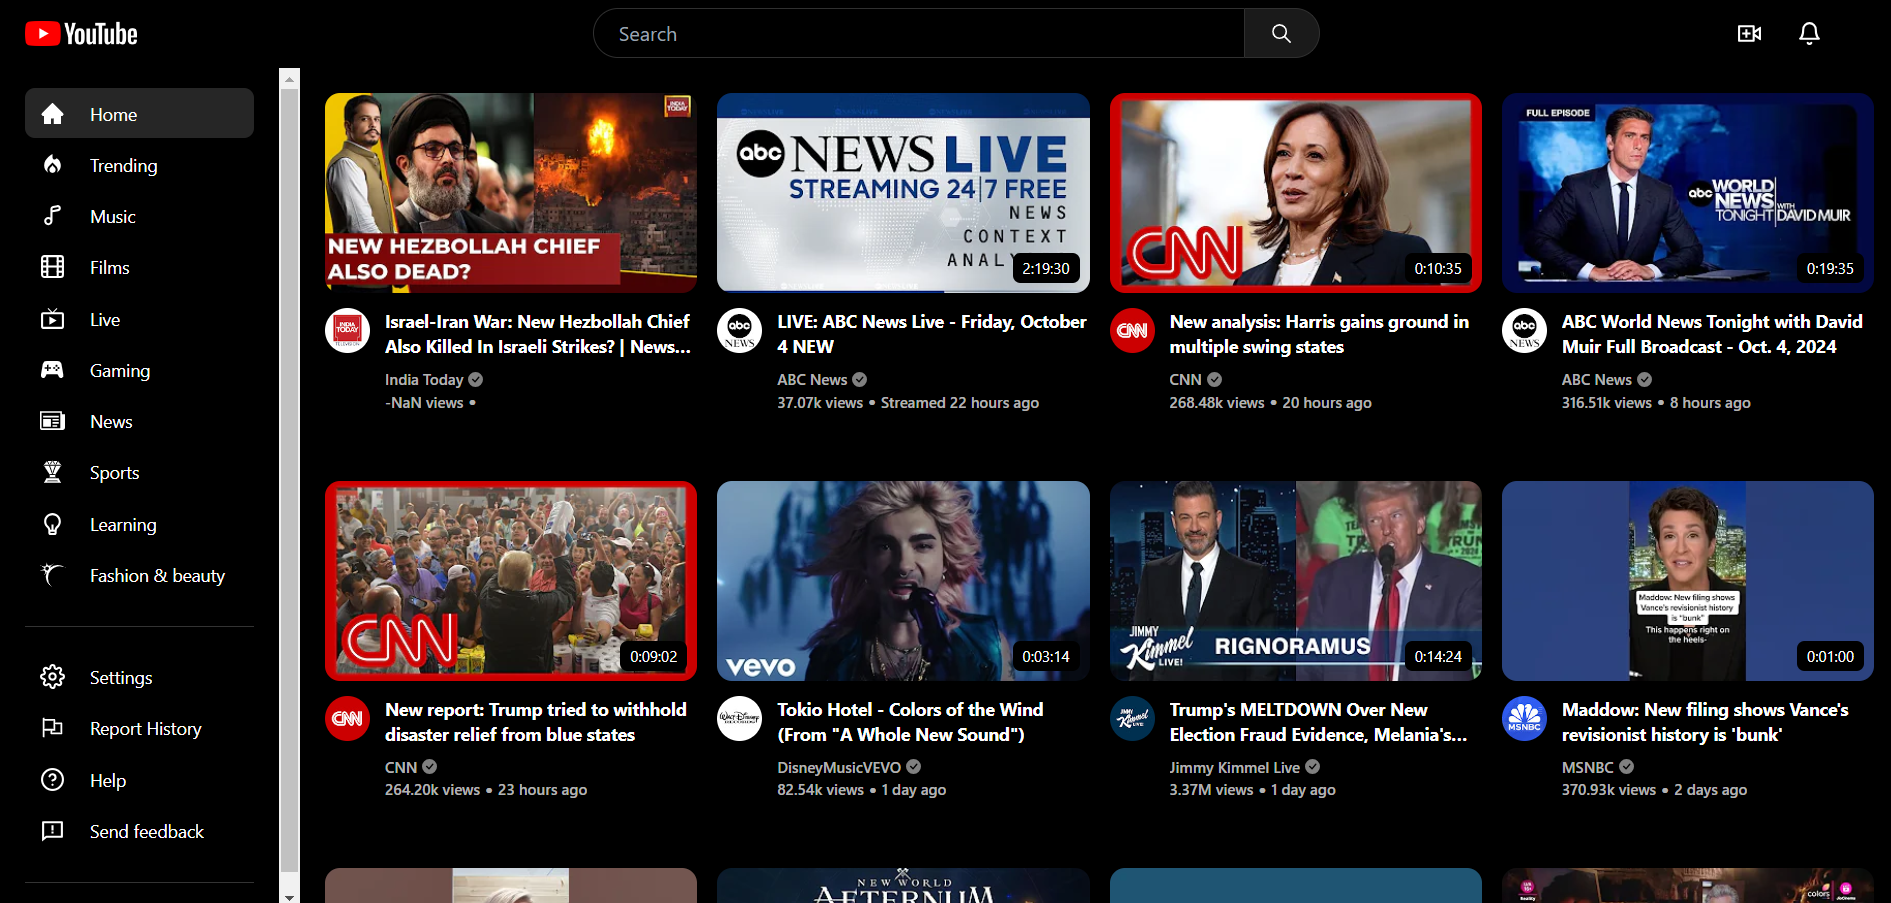 YouTube
Search
Home
Trending
Music
Films
Live
Gaming
News
Sports
Learning
Fashion & beauty
Settings
Report History
Help
Send feedback
INDIA TODAY
NEW HEZBOLLAH CHIEF
ALSO DEAD?
Israel-Iran War: New Hezbollah Chief
Also Killed In Israeli Strikes? | News...
India Today
-NaN views •
abc NEWS LIVE
STREAMING 24|7 FREE
NEWS
CONTEXT
2:19:30
abc NEWS
LIVE: ABC News Live - Friday, October
4 NEW
ABC News
37.07k views • Streamed 22 hours ago
CNN
0:10:35
CNN
New analysis: Harris gains ground in
multiple swing states
CNN
268.48k views • 20 hours ago
FULL EPISODE
abc WORLD
NEWS
TONIGHT WITH DAVID MUIR
0:19:35
abc NEWS
ABC World News Tonight with David
Muir Full Broadcast - Oct. 4, 2024
ABC News
316.51k views • 8 hours ago
CNN
0:09:02
CNN
New report: Trump tried to withhold
disaster relief from blue states
CNN
264.20k views • 23 hours ago
vevo
0:03:14
Tokio Hotel - Colors of the Wind
(From "A Whole New Sound")
DisneyMusicVEVO
82.54k views • 1 day ago
JIMMY
Kimmel
LIVE!
RIGNORAMUS
0:14:24
Trump's MELTDOWN Over New
Election Fraud Evidence, Melania's...
Jimmy Kimmel Live
3.37M views • 1 day ago
Maddow: New filing shows
Vance's revisionist history
is "bunk"
This happens right on
the heels-
0:01:00
MSNBC
Maddow: New filing shows Vance's
revisionist history is 'bunk'
MSNBC
370.93k views • 2 days ago
NEW WORLD
AETERNUM
colors